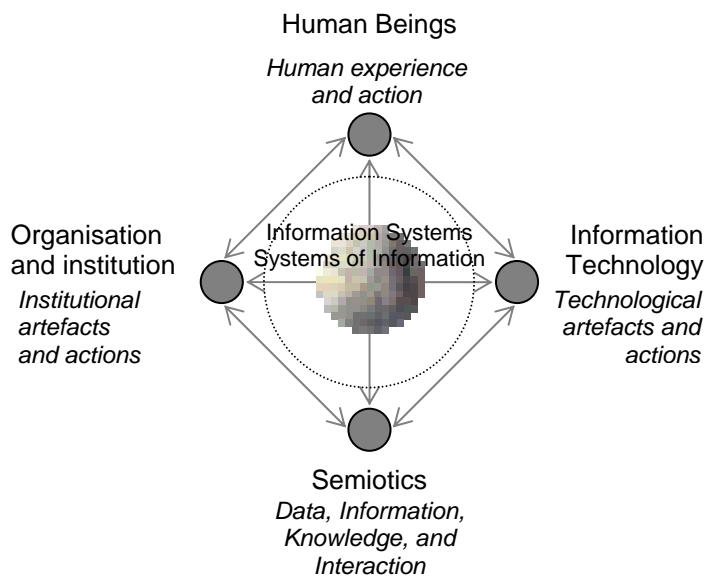 Human Beings
Human experience
and action
Information Systems
Systems of Information
Organisation
and institution
Institutional
artefacts
and actions
Information
Technology
Technological
artefacts and
actions
Semiotics
Data, Information,
Knowledge, and
Interaction